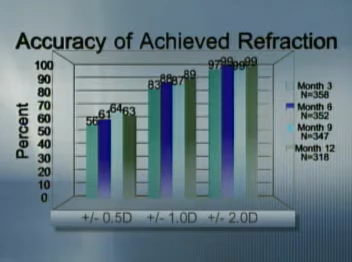 Accuracy of Achieved Refraction
Percent
100
90
80
70
60
50
40
30
20
10
0
56 61 64 63
83 88 87 89
97 99 99 99
+/- 0.5D +/- 1.0D +/- 2.0D
Month 3
N=358
Month 6
N=352
Month 9
N=347
Month 12
N=318